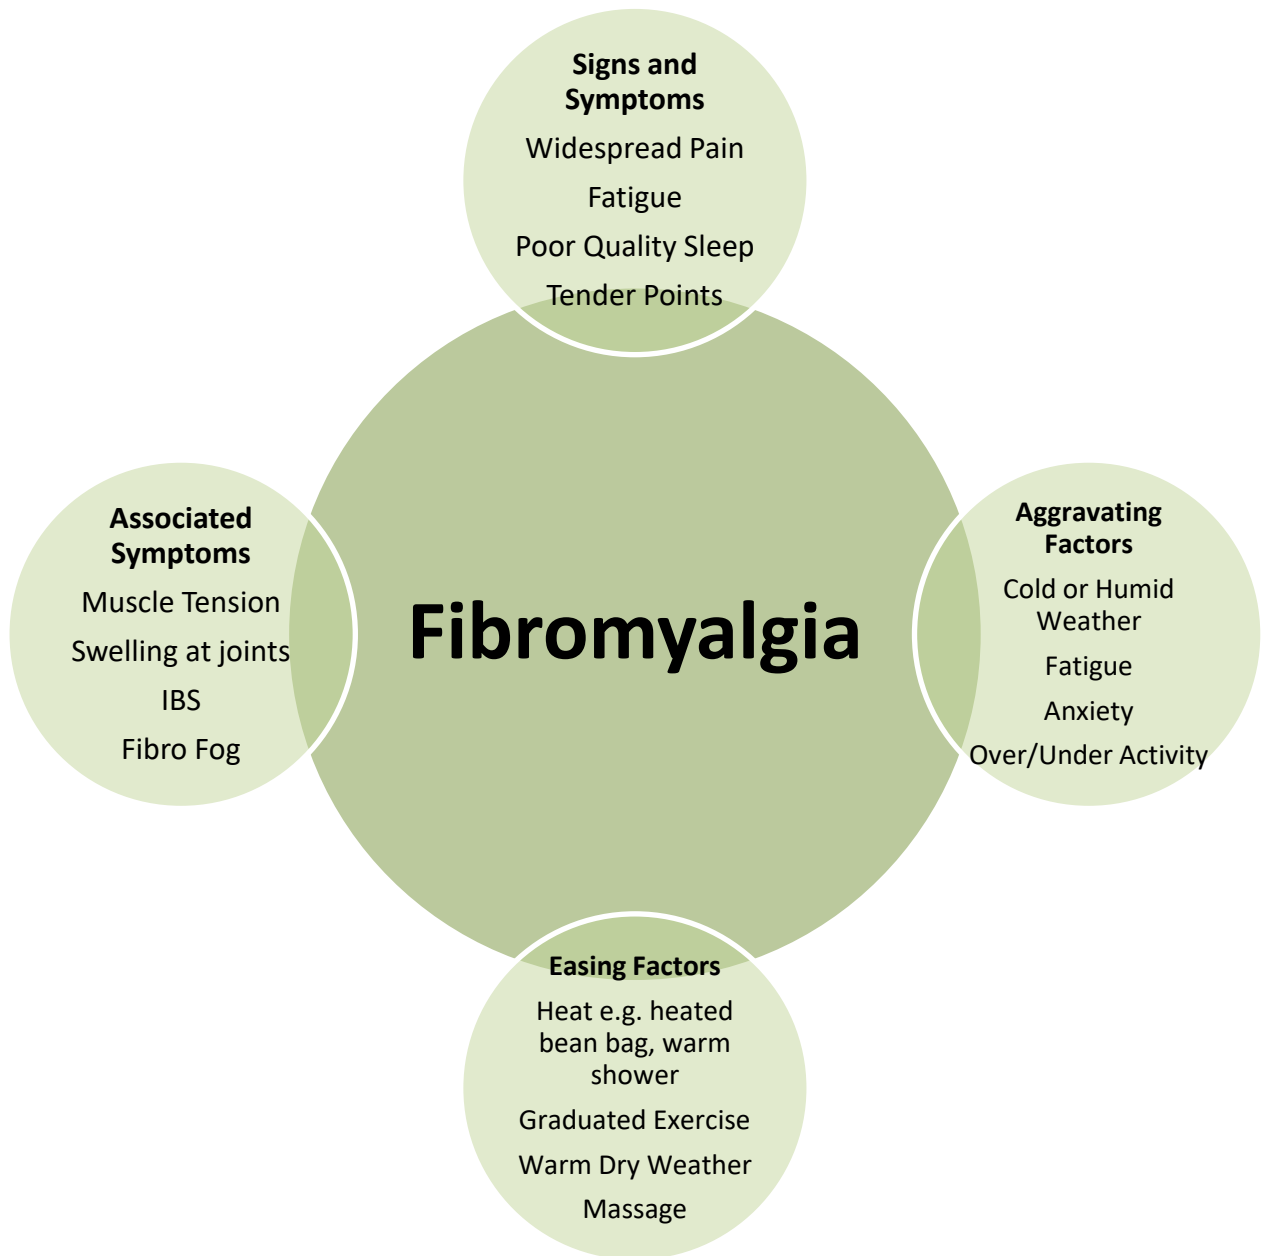 Signs and
Symptoms
Widespread Pain
Fatigue
Poor Quality Sleep
Tender Points
Associated
Symptoms
Muscle Tension
Swelling at joints
IBS
Fibro Fog
Fibromyalgia
Aggravating
Factors
Cold or Humid
Weather
Fatigue
Anxiety
Over/Under Activity
Easing Factors
Heat e.g. heated
bean bag, warm
shower
Graduated Exercise
Warm Dry Weather
Massage